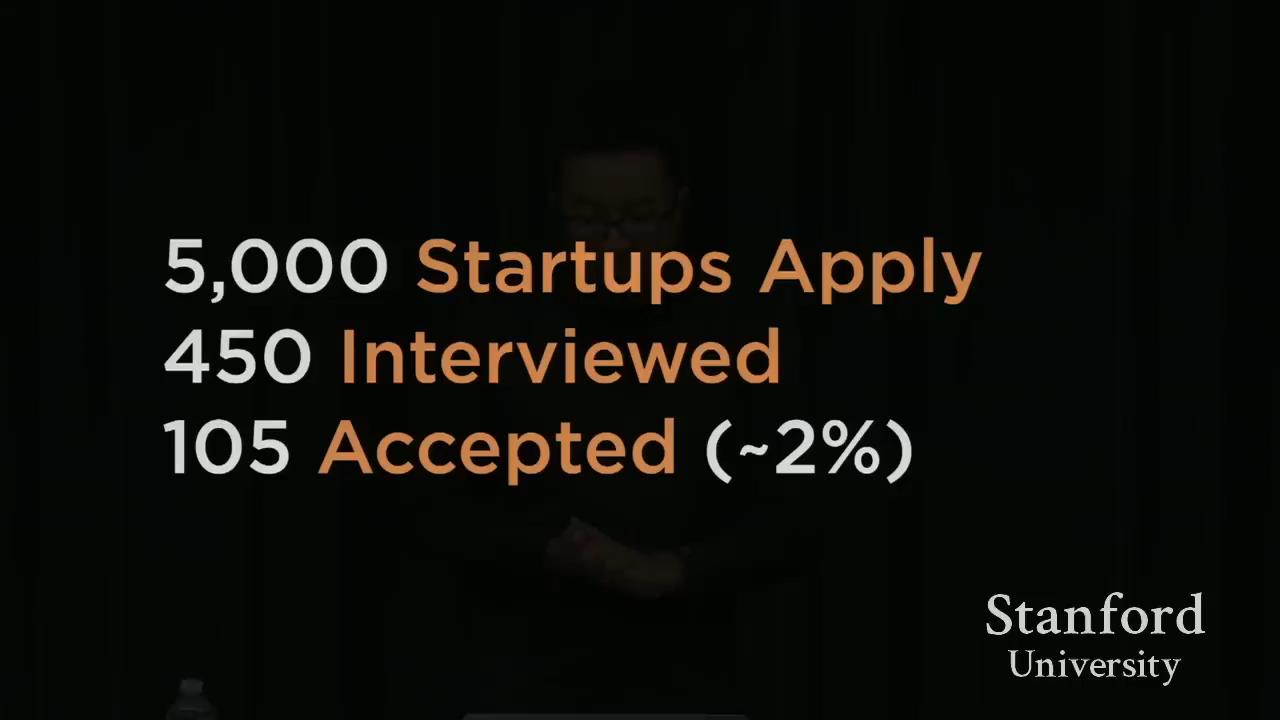 5,000 Startups Apply
450 Interviewed
105 Accepted (~2%)
Stanford
University